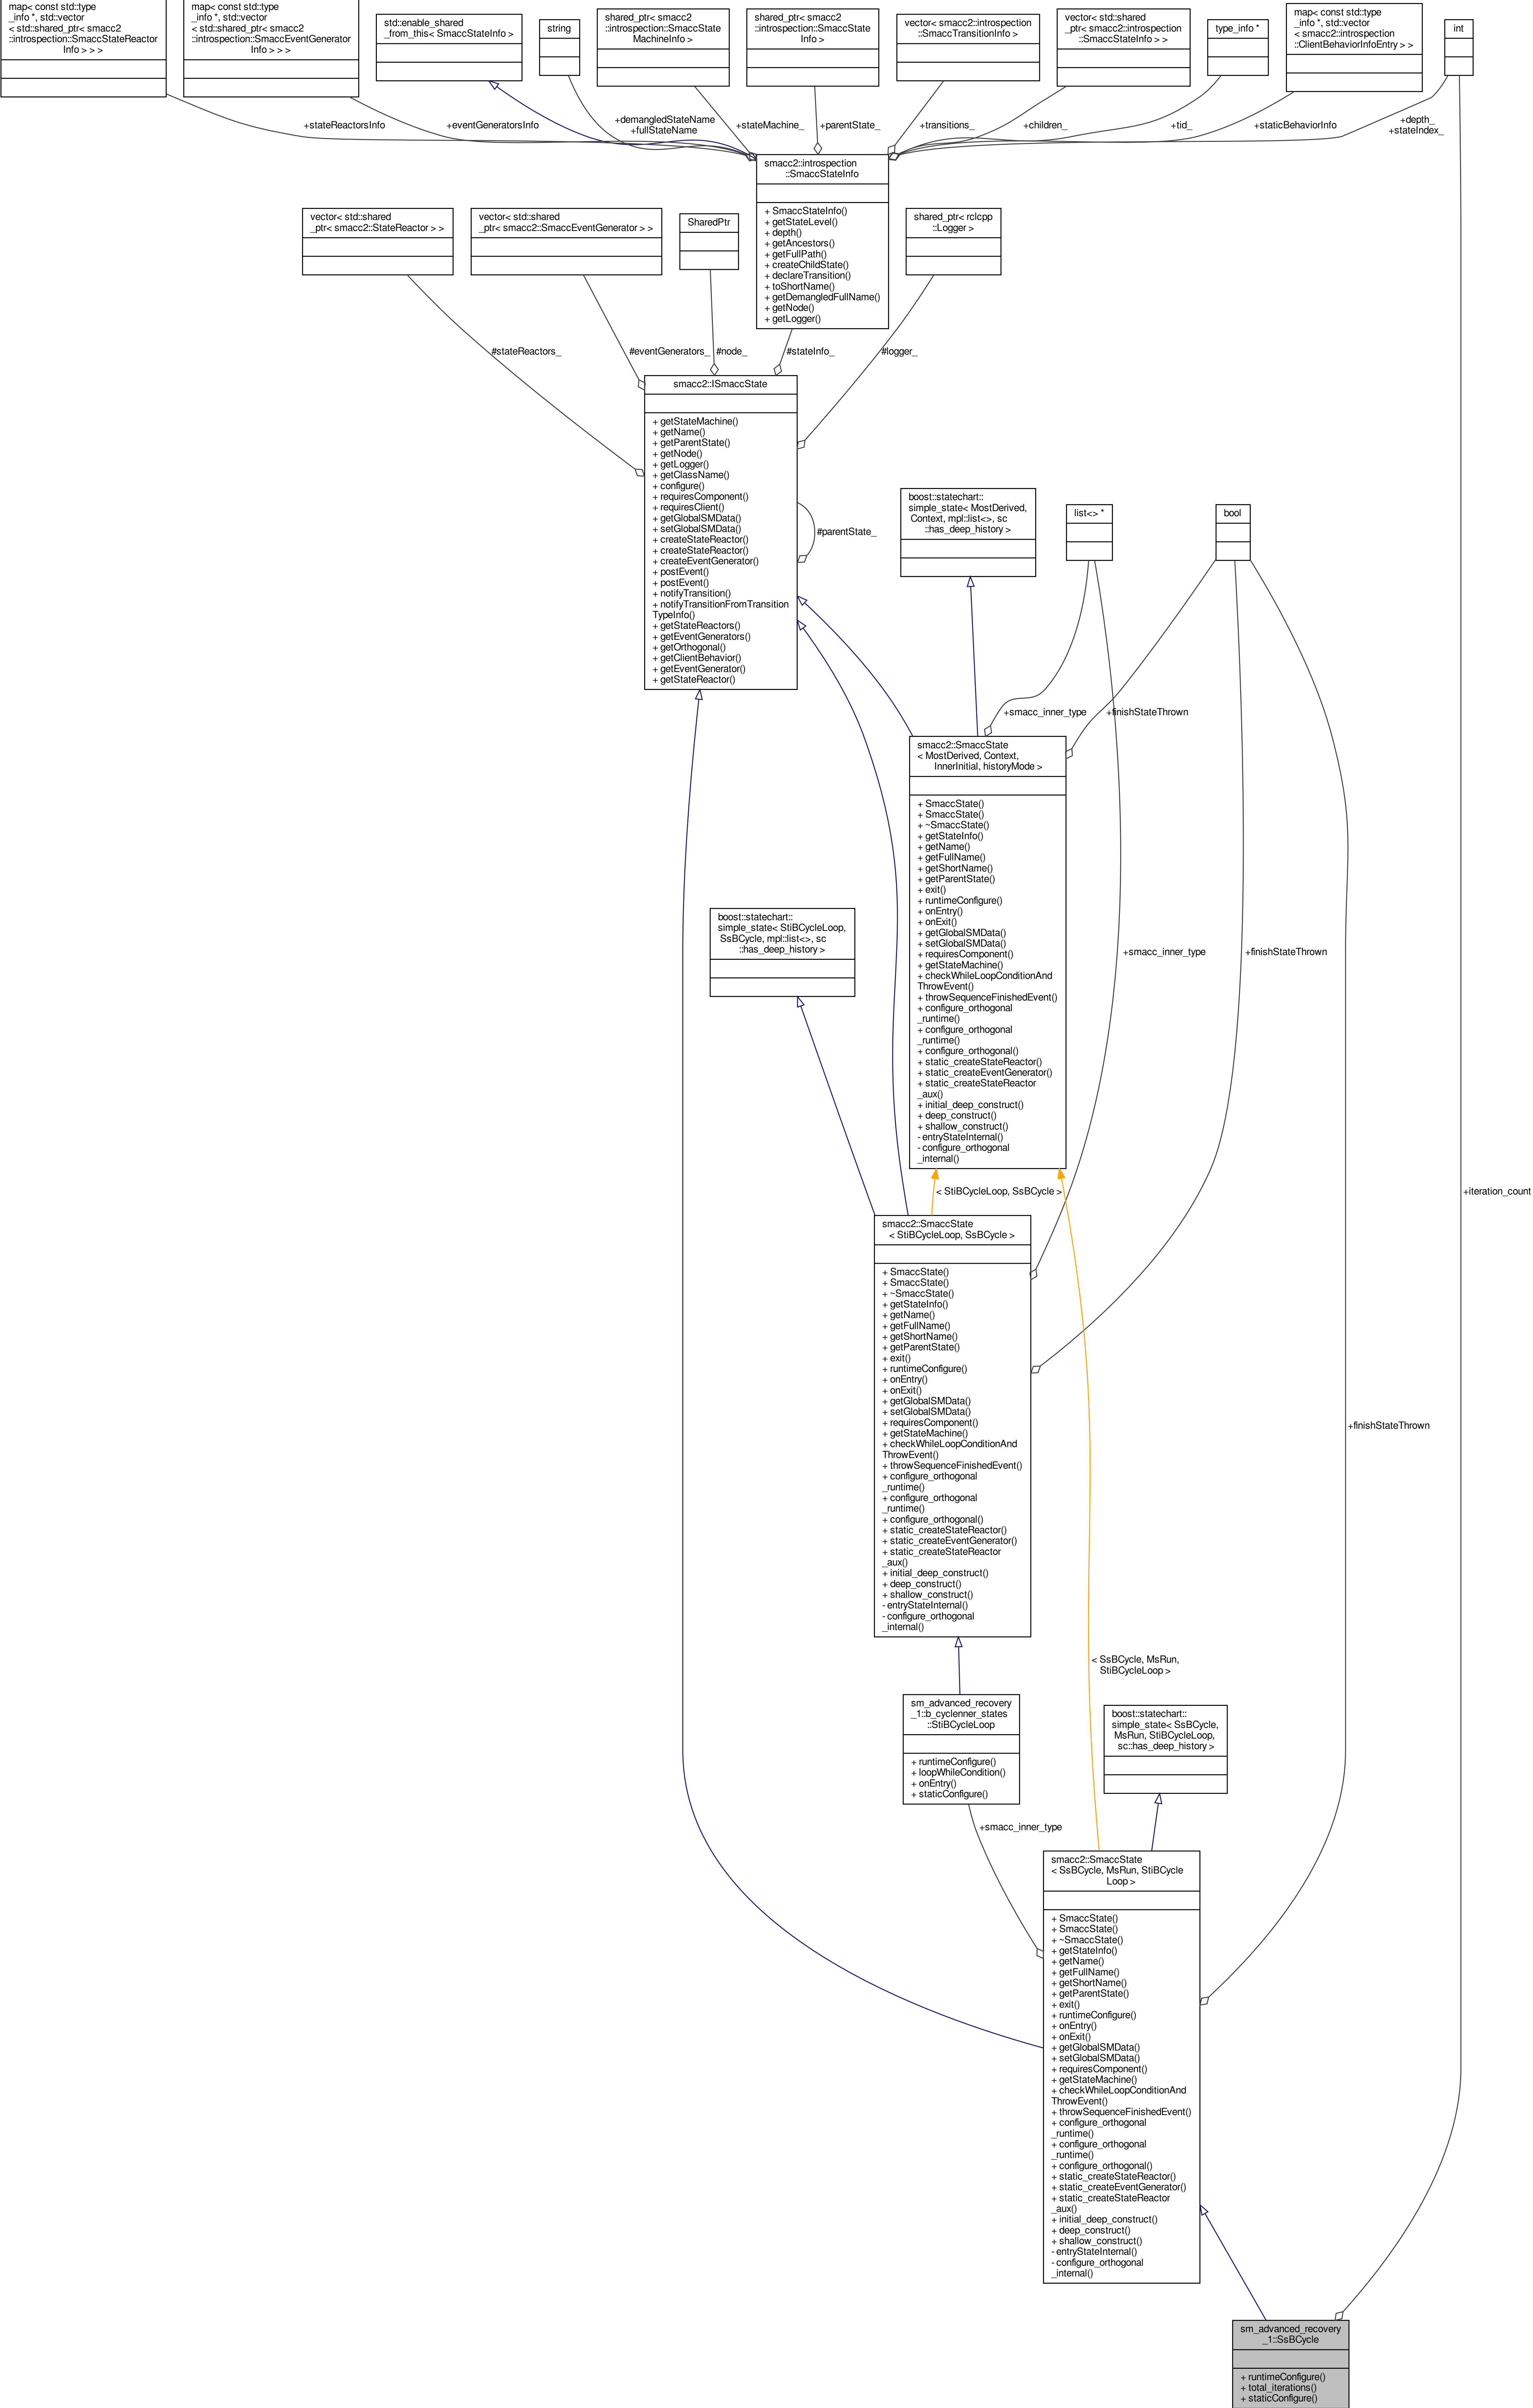 map< const std::type
_info *, std::vector
< std::shared_ptr< smacc2
::introspection::SmaccStateReactor
Info > > >
map< const std::type
_info *, std::vector
< std::shared_ptr< smacc2
::introspection::SmaccEventGenerator
Info > > >
std::enable_shared
_from_this< SmaccStateInfo >
string
shared_ptr< smacc2
::introspection::SmaccState
MachineInfo >
shared_ptr< smacc2
::introspection::SmaccState
Info >
vector< smacc2::introspection
::SmaccTransitionInfo >
vector< std::shared
_ptr< smacc2::introspection
::SmaccStateInfo > >
type_info *
map< const std::type
_info *, std::vector
< smacc2::introspection
::ClientBehaviorInfoEntry > >
int
+stateReactorsInfo
+eventGeneratorsInfo
+demangledStateName
+fullStateName
+stateMachine_
+parentState_
+transitions_
+children_
+tid_
+staticBehaviorInfo
+depth_
+stateIndex_
smacc2::introspection
::SmaccStateInfo
+ SmaccStateInfo()
+ getStateLevel()
+ depth()
+ getAncestors()
+ getFullPath()
+ createChildState()
+ declareTransition()
+ toShortName()
+ getDemangledFullName()
+ getNode()
+ getLogger()
vector< std::shared
_ptr< smacc2::StateReactor > >
vector< std::shared
_ptr< smacc2::SmaccEventGenerator > >
SharedPtr
shared_ptr< rclcpp
::Logger >
#stateReactors_
#eventGenerators_
#node_
#stateInfo_
#logger_
smacc2::ISmaccState
+ getStateMachine()
+ getName()
+ getParentState()
+ getNode()
+ getLogger()
+ getClassName()
+ configure()
+ requiresComponent()
+ requiresClient()
+ getGlobalSMData()
+ setGlobalSMData()
+ createStateReactor()
+ createStateReactor()
+ createEventGenerator()
+ postEvent()
+ postEvent()
+ notifyTransition()
+ notifyTransitionFromTransition
TypeInfo()
+ getStateReactors()
+ getEventGenerators()
+ getOrthogonal()
+ getClientBehavior()
+ getEventGenerator()
+ getStateReactor()
#parentState_
boost::statechart::
simple_state< MostDerived,
Context, mpl::list<>, sc
::has_deep_history >
list<> *
bool
+smacc_inner_type
+finishStateThrown
smacc2::SmaccState
< MostDerived, Context,
InnerInitial, historyMode >
+ SmaccState()
+ SmaccState()
+ ~SmaccState()
+ getStateInfo()
+ getName()
+ getFullName()
+ getShortName()
+ getParentState()
+ exit()
+ runtimeConfigure()
+ onEntry()
+ onExit()
+ getGlobalSMData()
+ setGlobalSMData()
+ requiresComponent()
+ getStateMachine()
+ checkWhileLoopConditionAnd
ThrowEvent()
+ throwSequenceFinishedEvent()
+ configure_orthogonal
_runtime()
+ configure_orthogonal
_runtime()
+ configure_orthogonal()
+ static_createStateReactor()
+ static_createEventGenerator()
+ static_createStateReactor
_aux()
+ initial_deep_construct()
+ deep_construct()
+ shallow_construct()
- entryStateInternal()
- configure_orthogonal
_internal()
boost::statechart::
simple_state< StiBCycleLoop,
SsBCycle, mpl::list<>, sc
::has_deep_history >
+smacc_inner_type
+finishStateThrown
< StiBCycleLoop, SsBCycle >
+iteration_count
smacc2::SmaccState
< StiBCycleLoop, SsBCycle >
+ SmaccState()
+ SmaccState()
+ ~SmaccState()
+ getStateInfo()
+ getName()
+ getFullName()
+ getShortName()
+ getParentState()
+ exit()
+ runtimeConfigure()
+ onEntry()
+ onExit()
+ getGlobalSMData()
+ setGlobalSMData()
+ requiresComponent()
+ getStateMachine()
+ checkWhileLoopConditionAnd
ThrowEvent()
+ throwSequenceFinishedEvent()
+ configure_orthogonal
_runtime()
+ configure_orthogonal
_runtime()
+ configure_orthogonal()
+ static_createStateReactor()
+ static_createEventGenerator()
+ static_createStateReactor
_aux()
+ initial_deep_construct()
+ deep_construct()
+ shallow_construct()
- entryStateInternal()
- configure_orthogonal
_internal()
+finishStateThrown
< SsBCycle, MsRun,
StiBCycleLoop >
sm_advanced_recovery
_1::b_cyclenner_states
::StiBCycleLoop
+ runtimeConfigure()
+ loopWhileCondition()
+ onEntry()
+ staticConfigure()
boost::statechart::
simple_state< SsBCycle,
MsRun, StiBCycleLoop,
sc::has_deep_history >
+smacc_inner_type
smacc2::SmaccState
< SsBCycle, MsRun, StiBCycle
Loop >
+ SmaccState()
+ SmaccState()
+ ~SmaccState()
+ getStateInfo()
+ getName()
+ getFullName()
+ getShortName()
+ getParentState()
+ exit()
+ runtimeConfigure()
+ onEntry()
+ onExit()
+ getGlobalSMData()
+ setGlobalSMData()
+ requiresComponent()
+ getStateMachine()
+ checkWhileLoopConditionAnd
ThrowEvent()
+ throwSequenceFinishedEvent()
+ configure_orthogonal
_runtime()
+ configure_orthogonal
_runtime()
+ configure_orthogonal()
+ static_createStateReactor()
+ static_createEventGenerator()
+ static_createStateReactor
_aux()
+ initial_deep_construct()
+ deep_construct()
+ shallow_construct()
- entryStateInternal()
- configure_orthogonal
_internal()
sm_advanced_recovery
_1::SsBCycle
+ runtimeConfigure()
+ total_iterations()
+ staticConfigure()